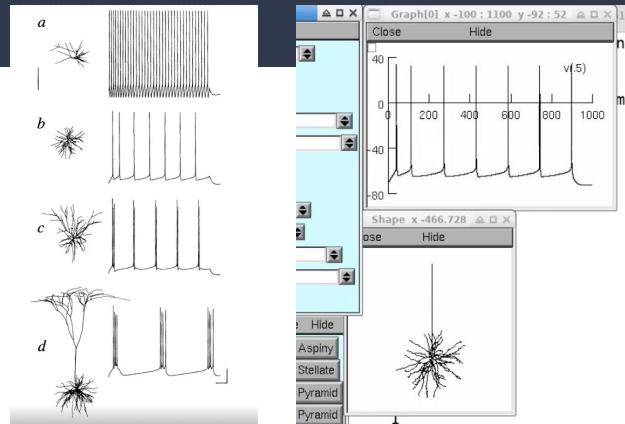 a
b
c
d
Graph[0] x -100 : 1100 y -92 : 52
Close Hide
40
v(.5)
0
0 200 400 600 800 1000
-40
-80
Shape x -466.728
ose Hide
Hide
Aspiny
Stellate
Pyramid
Pyramid